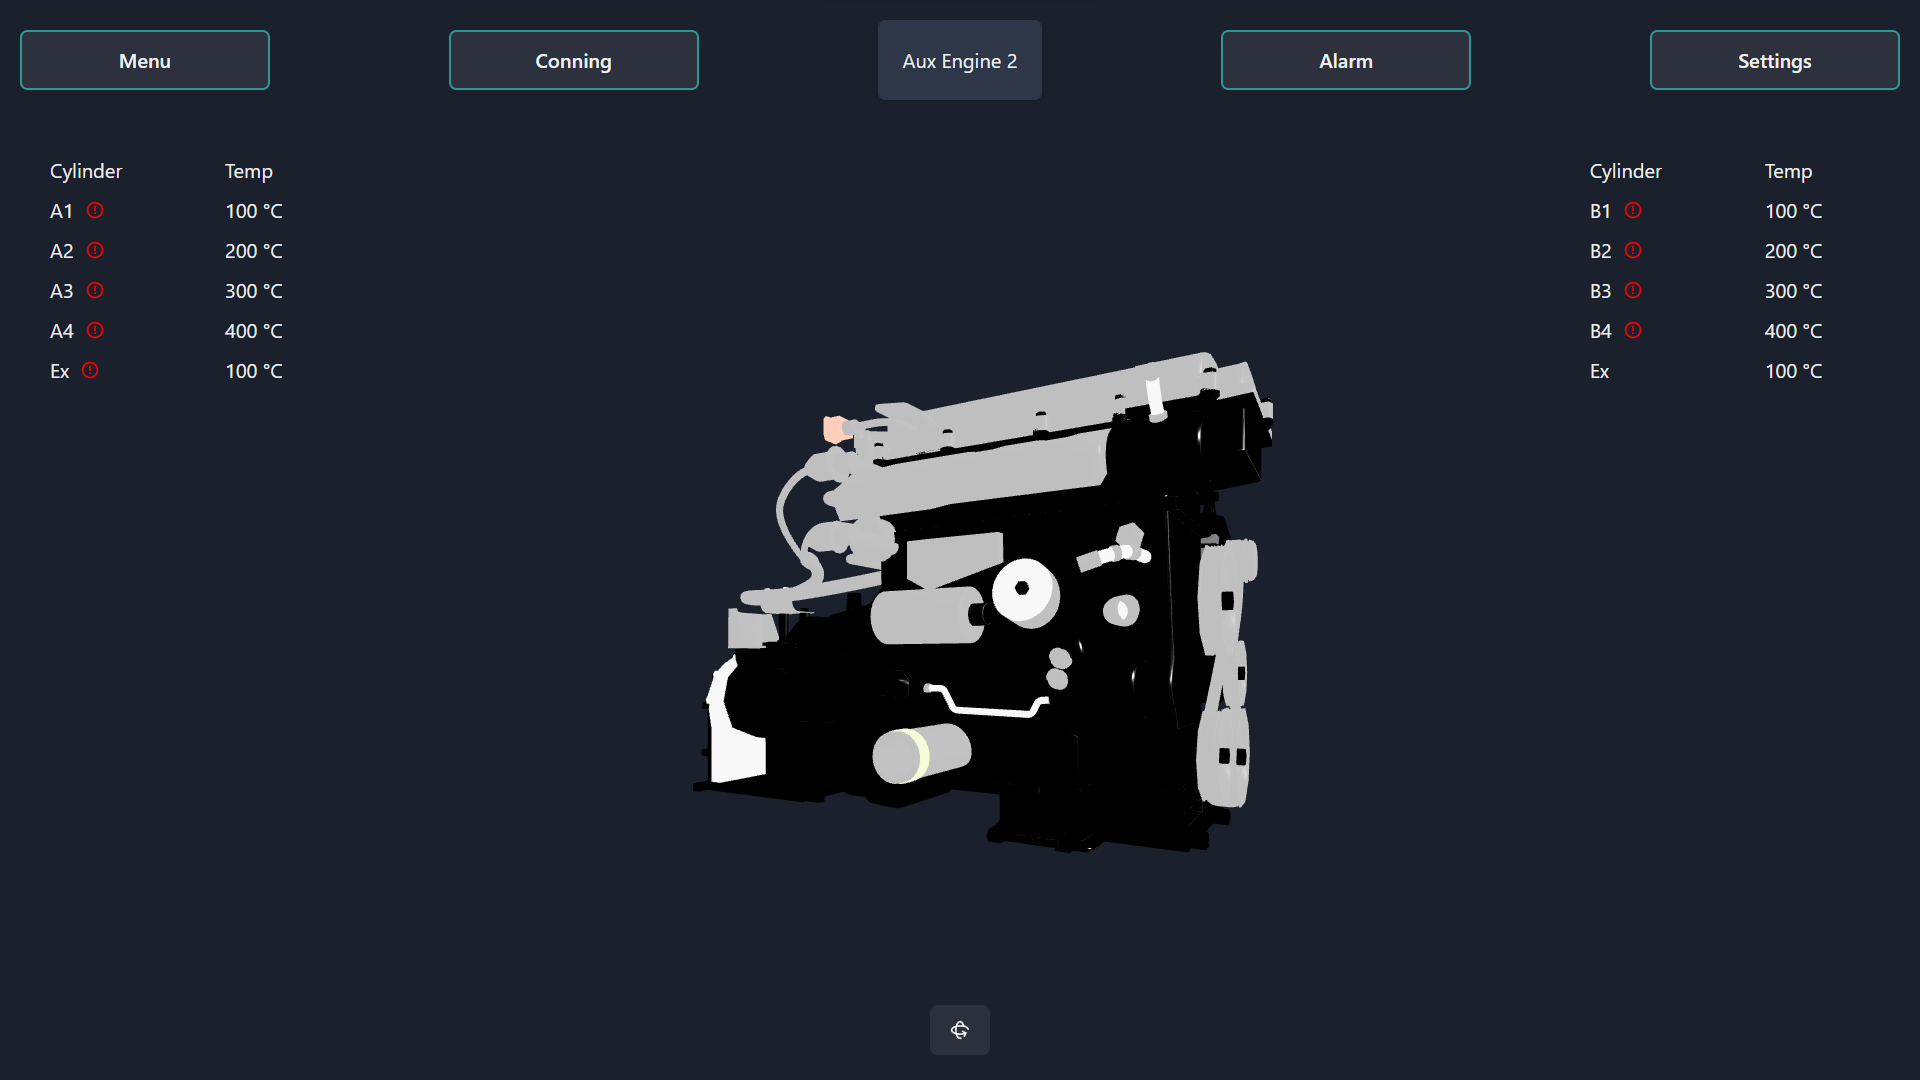 Menu
Conning
Aux Engine 2
Alarm
Settings
Cylinder Temp
A1 100 °C
A2 200 °C
A3 300 °C
A4 400 °C
Ex 100 °C
Cylinder Temp
B1 100 °C
B2 200 °C
B3 300 °C
B4 400 °C
Ex 100 °C